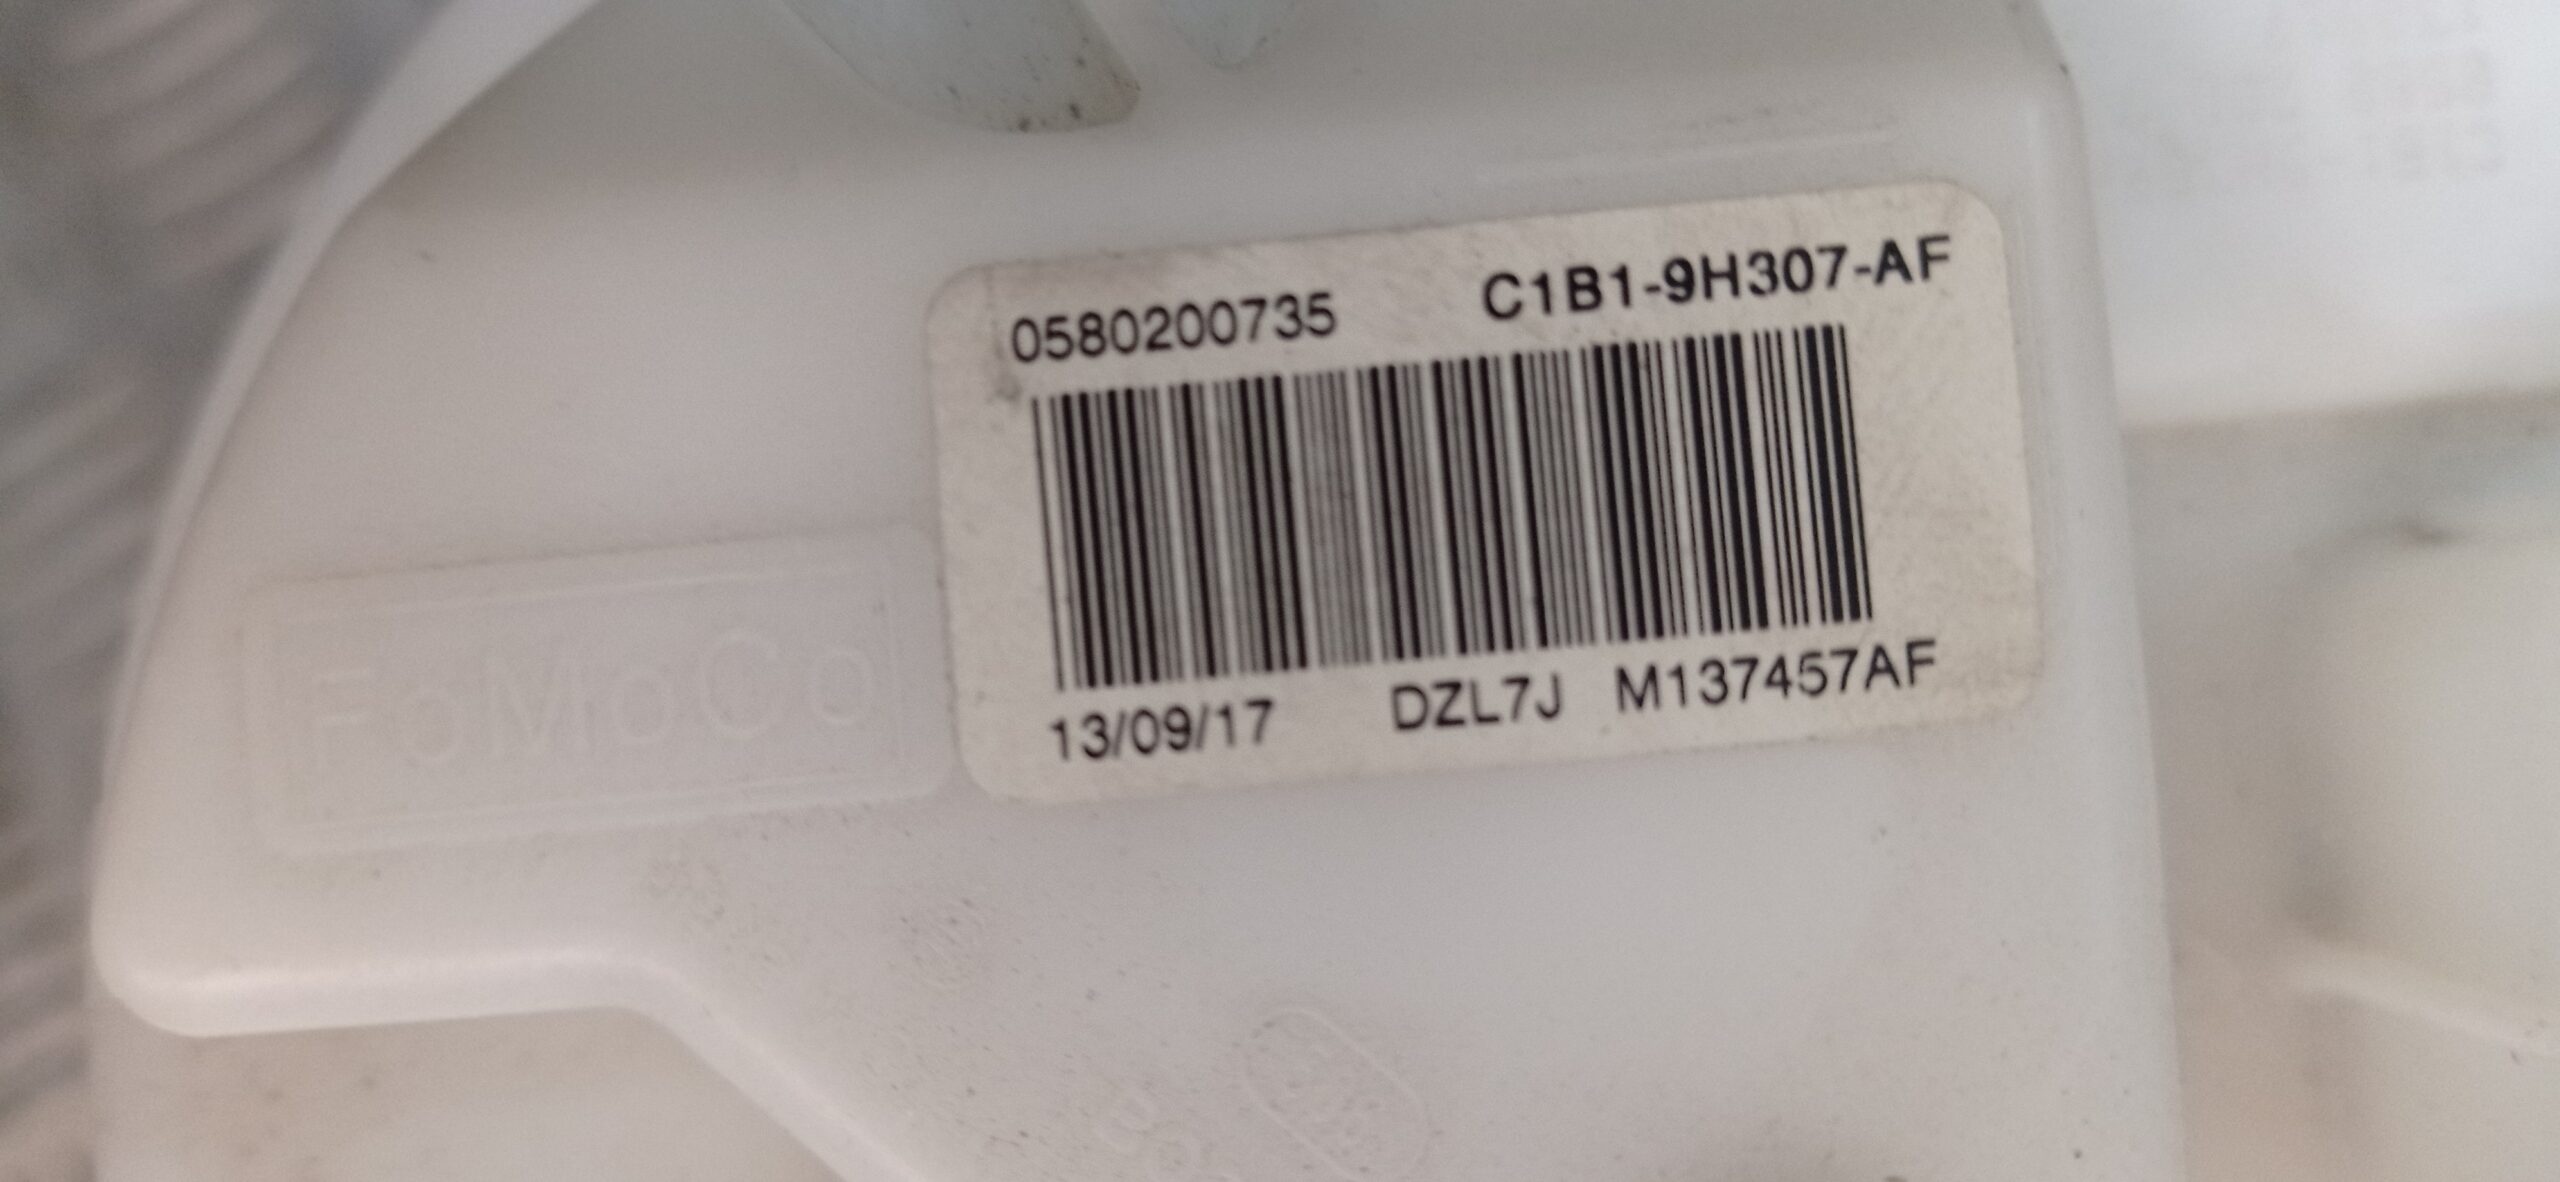 0580200735 C1B1-9H307-AF
13/09/17 DZL7J M137457AF
FoMoCo